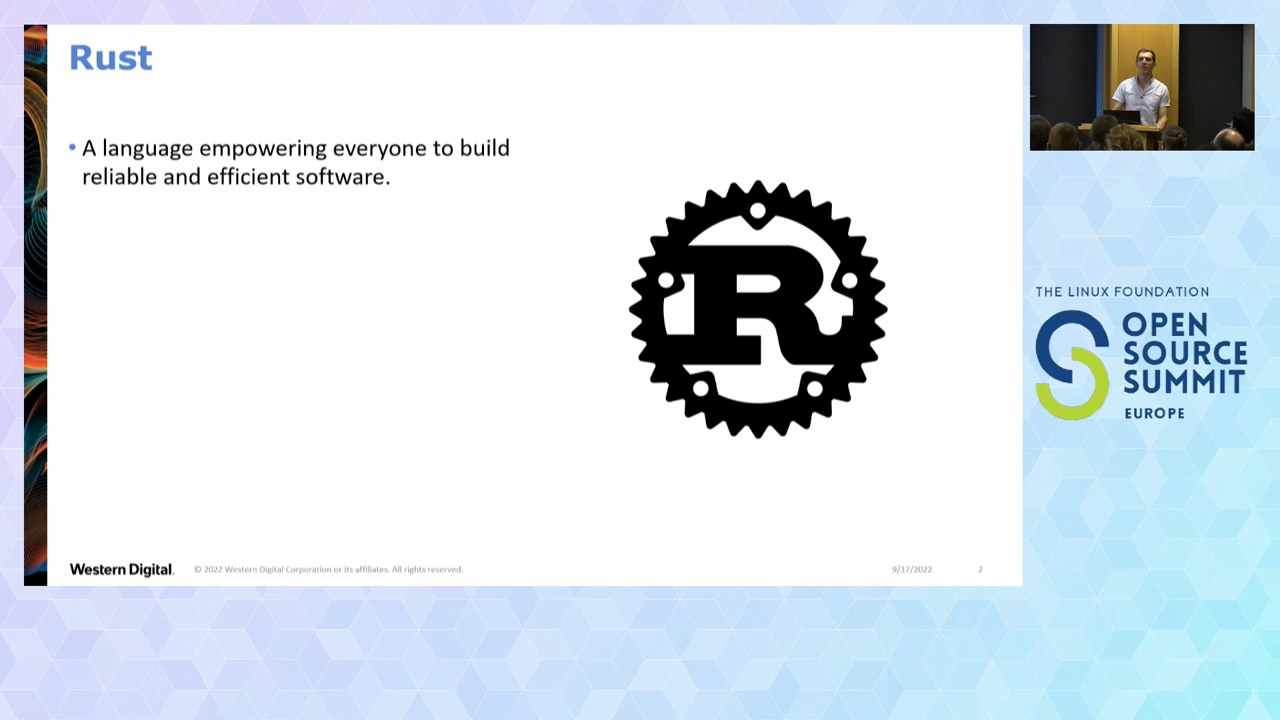 Rust
• A language empowering everyone to build
reliable and efficient software.
R
Western Digital.
© 2022 Western Digital Corporation or its affiliates. All rights reserved.
9/17/2022
2
THE LINUX FOUNDATION
OPEN
SOURCE
SUMMIT
EUROPE